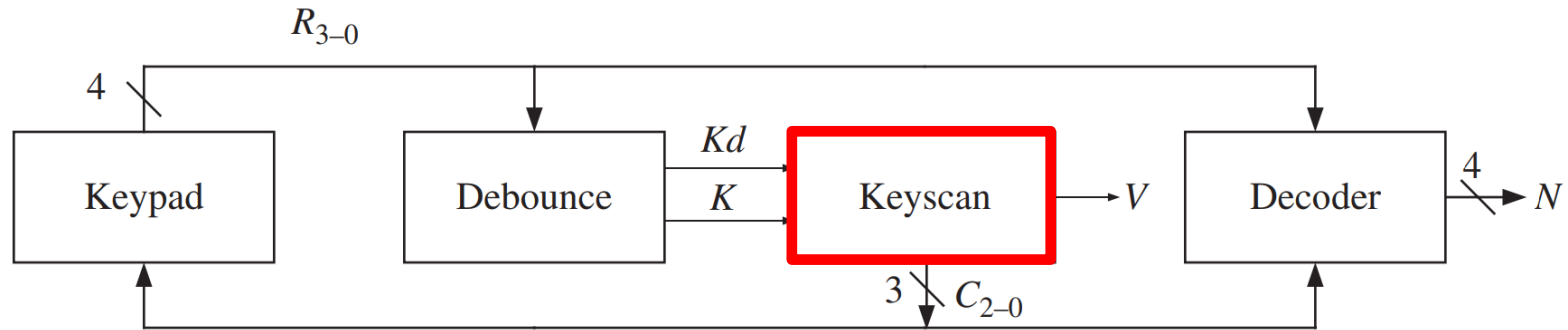 R3–0
4
Keypad
Debounce
Kd
K
Keyscan
V
Decoder
4
N
3
C2–0